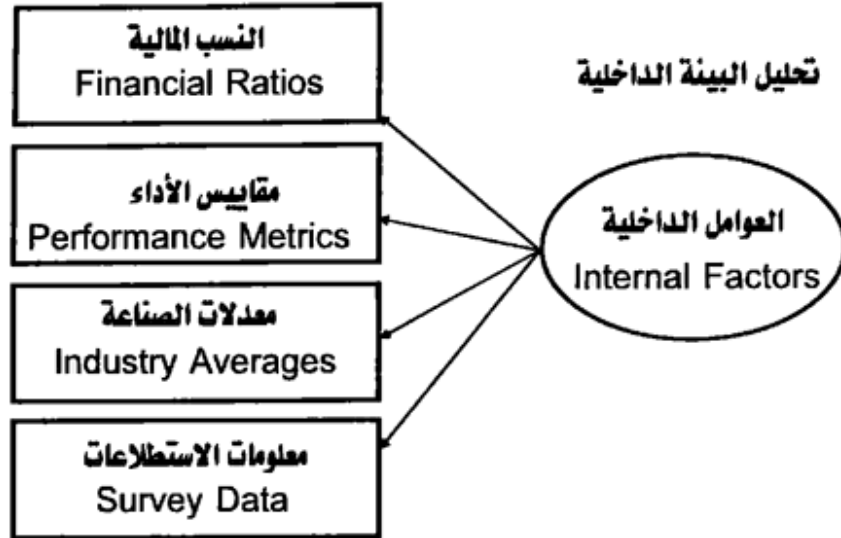 تحليل البيئة الداخلية
العوامل الداخلية
Internal Factors
النسب المالية
Financial Ratios
مقاييس الأداء
Performance Metrics
معدلات الصناعة
Industry Averages
معلومات الاستطلاعات
Survey Data